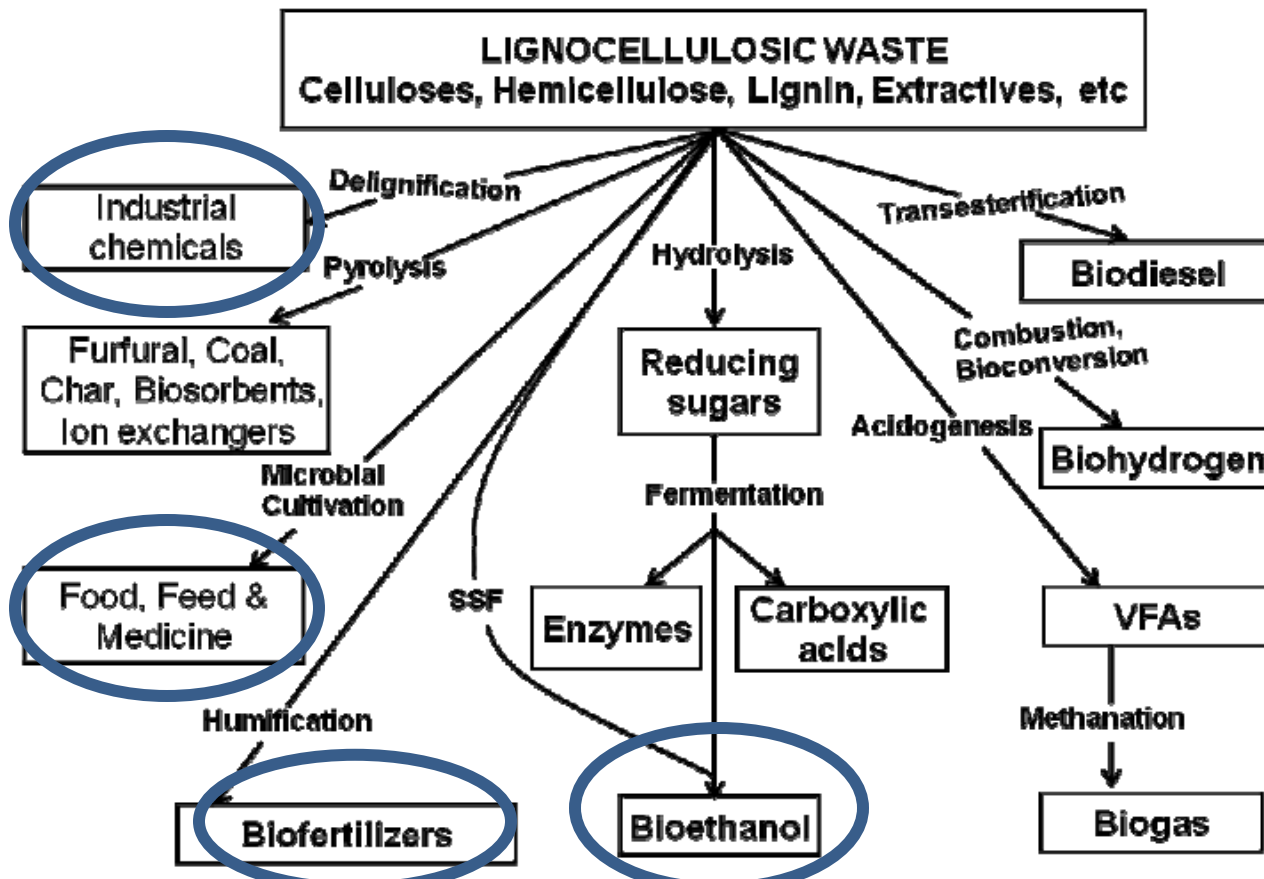 LIGNOCELLULOSIC WASTE
Celluloses, Hemicellulose, Lignin, Extractives, etc
Delignification
Transesterification
Industrial
chemicals
Pyrolysis
Hydrolysis
Biodiesel
Furfural, Coal,
Char, Biosorbents,
Ion exchangers
Reducing
sugars
Combustion,
Bioconversion
Acidogenesis
Biohydrogen
Microbial
Cultivation
Fermentation
Food, Feed &
Medicine
SSF
Enzymes
Carboxylic
acids
VFAs
Humification
Methanation
Biofertilizers
Bioethanol
Biogas